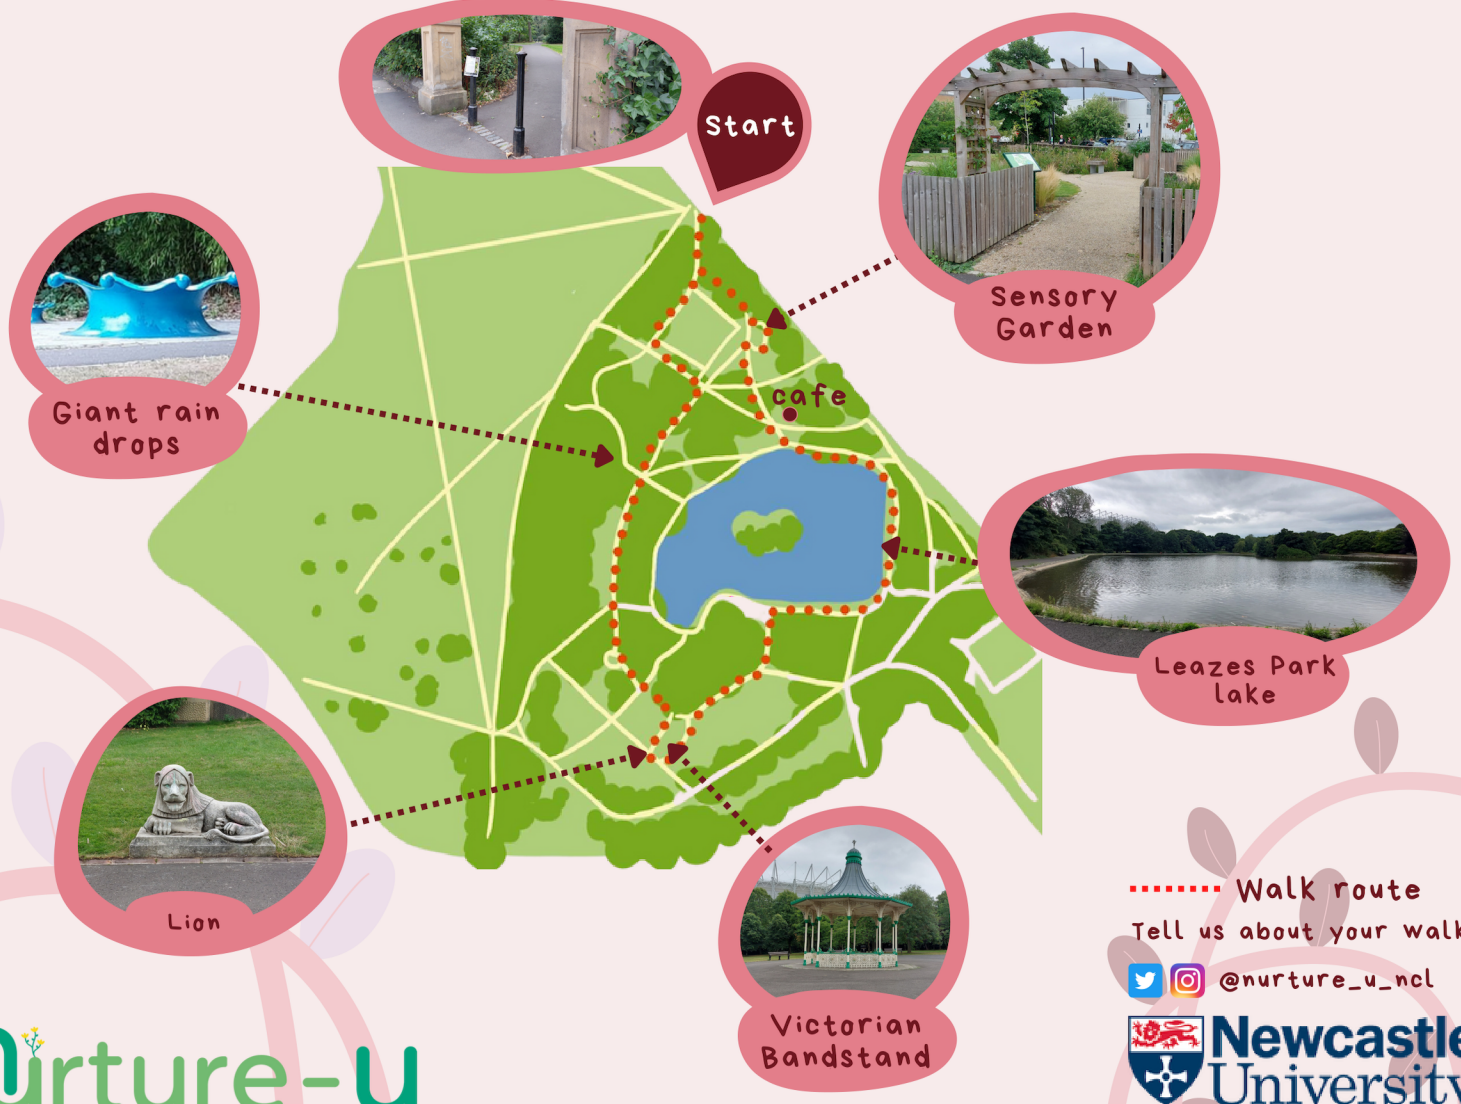 Start
Sensory
Garden
Giant rain
drops
cafe
Leazes Park
lake
Lion
Victorian
Bandstand
Walk route
Tell us about your walk
@nurture_u_ncl
nurture-u
Newcastle
University